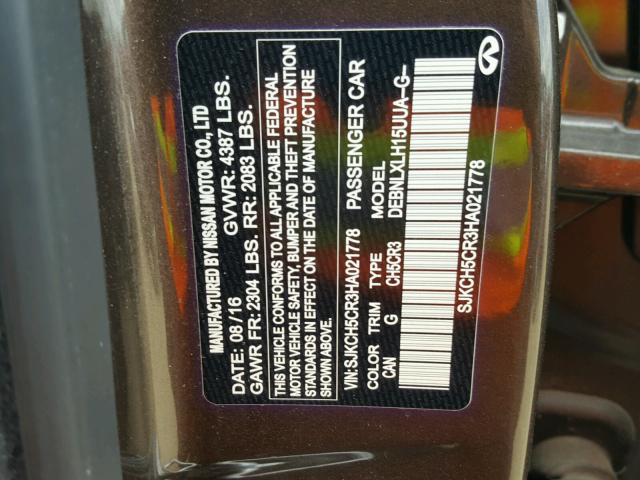 MANUFACTURED BY NISSAN MOTOR CO., LTD
DATE: 08/16 GVWR: 4387 LBS.
GAWR FR: 2304 LBS. RR: 2083 LBS.
THIS VEHICLE CONFORMS TO ALL APPLICABLE FEDERAL
MOTOR VEHICLE SAFETY, BUMPER AND THEFT PREVENTION
STANDARDS IN EFFECT ON THE DATE OF MANUFACTURE
SHOWN ABOVE.
VIN: SJKCH5CR3HA021778 PASSENGER CAR
COLOR TRIM TYPE MODEL
CAN G CH5CR3 DEBNLXLH15UUA-G-
SJKCH5CR3HA021778